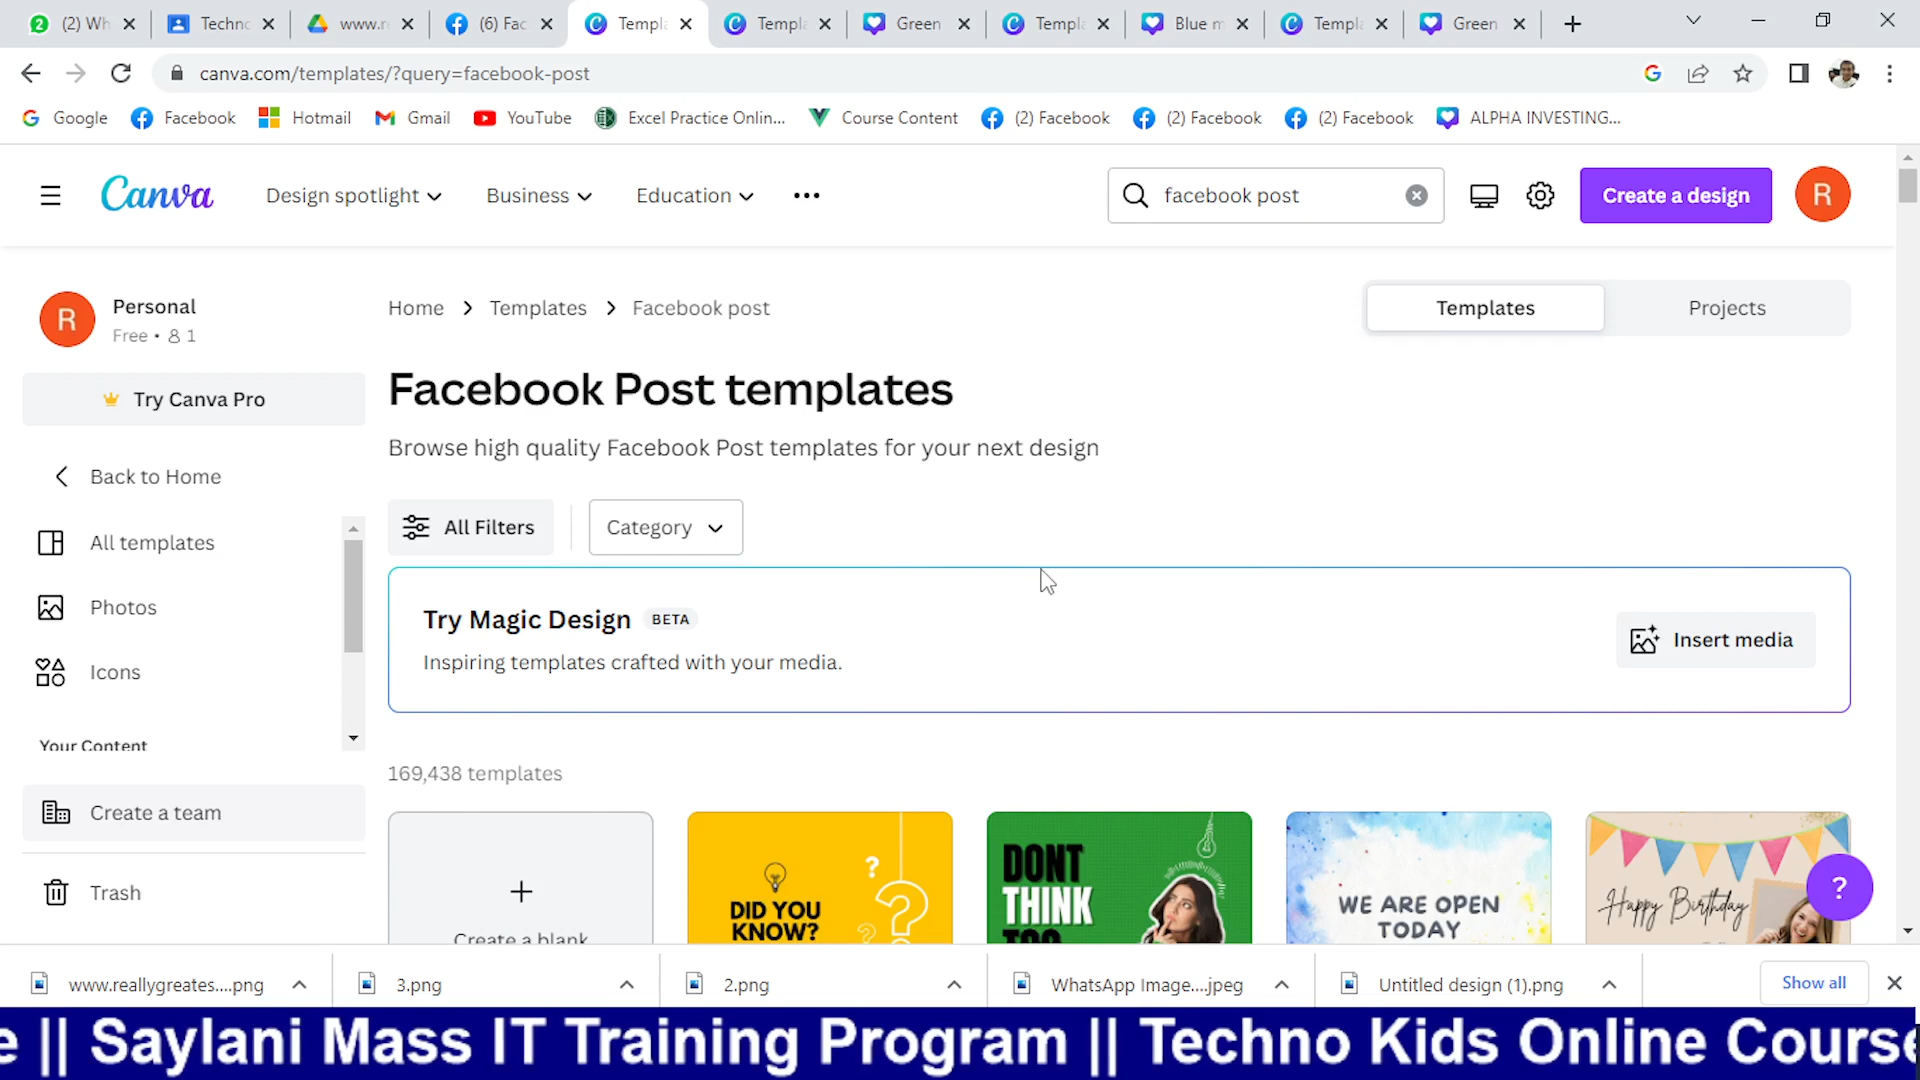 (2) Wh
Techno
www.re
(6) Fac
Templa
Templa
Green
Templa
Blue m
Templa
Green
canva.com/templates/?query=facebook-post
Google
Facebook
Hotmail
Gmail
YouTube
Excel Practice Onlin...
Course Content
(2) Facebook
(2) Facebook
(2) Facebook
ALPHA INVESTING...
Canva
Design spotlight
Business
Education
facebook post
Create a design
R
R
Personal
Free • 1
Try Canva Pro
Back to Home
All templates
Photos
Icons
Your Content
Create a team
Trash
Home > Templates > Facebook post
Templates
Projects
Facebook Post templates
Browse high quality Facebook Post templates for your next design
All Filters
Category
Try Magic Design BETA
Inspiring templates crafted with your media.
Insert media
169,438 templates
Create a blank
DID YOU
KNOW?
DONT
THINK
TOO
WE ARE OPEN
TODAY
Happy Birthday
?
www.reallygreates....png
3.png
2.png
WhatsApp Image....jpeg
Untitled design (1).png
Show all
e || Saylani Mass IT Training Program || Techno Kids Online Course